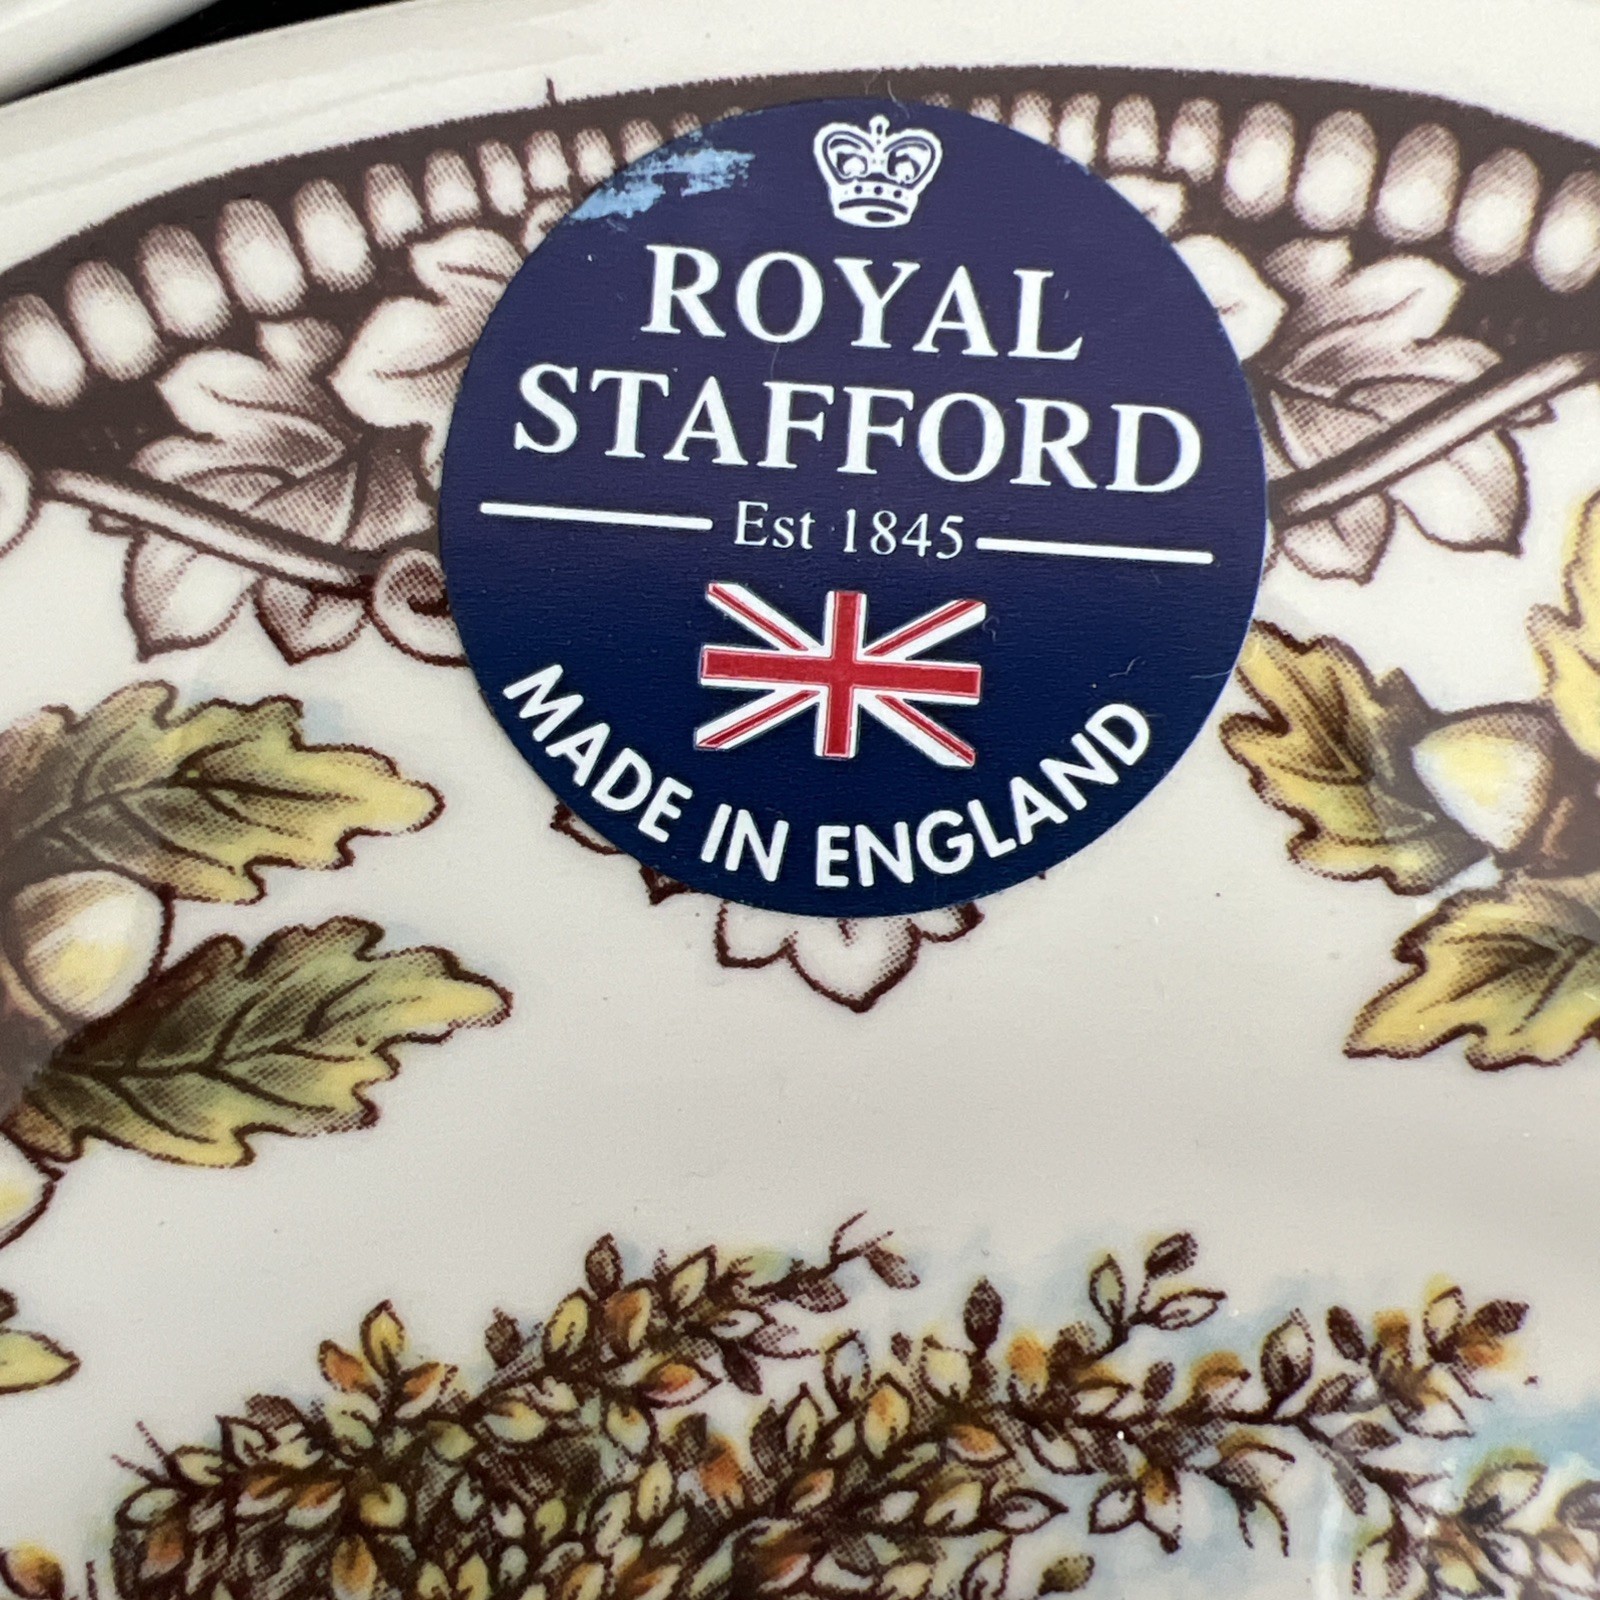 ROYAL
STAFFORD
Est 1845
MADE IN ENGLAND